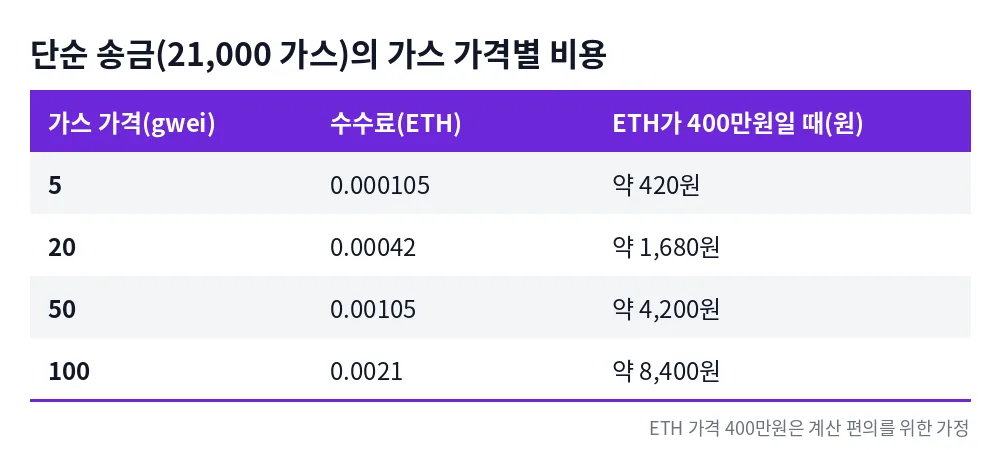 단순 송금(21,000 가스)의 가스 가격별 비용
가스 가격(gwei) 수수료(ETH) ETH가 400만원일 때(원)
5 0.000105 약 420원
20 0.00042 약 1,680원
50 0.00105 약 4,200원
100 0.0021 약 8,400원
ETH 가격 400만원은 계산 편의를 위한 가정